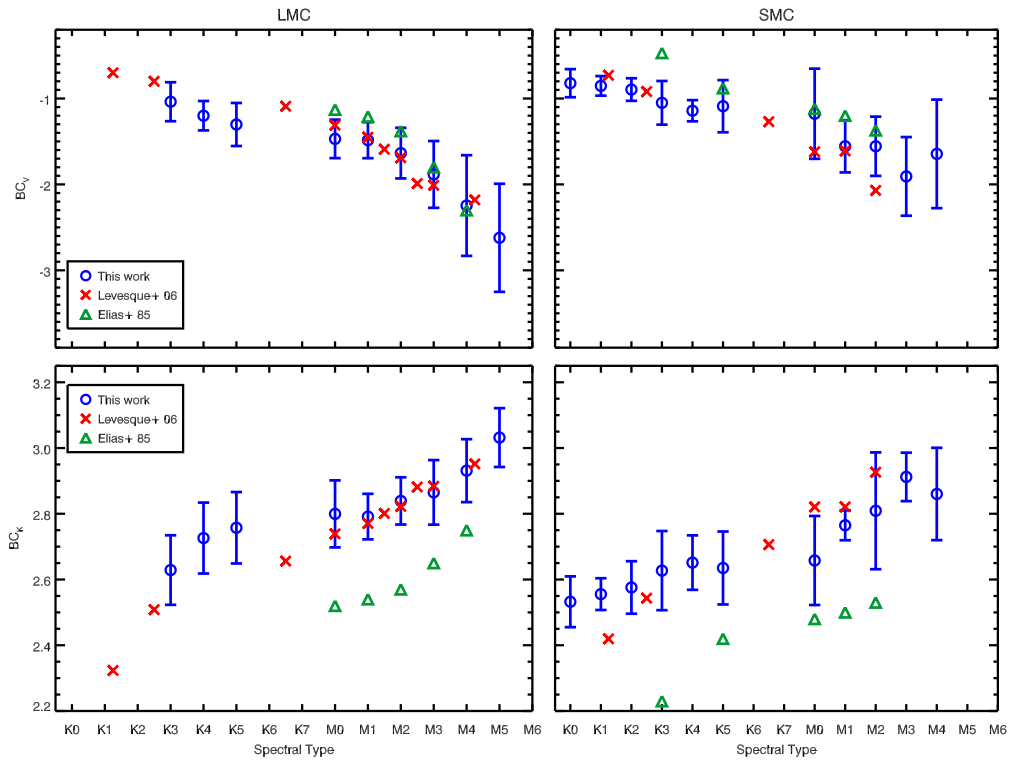 LMC
SMC
-1
-2
-3
BCV
This work
Levesque+ 06
Elias+ 85
3.2
3.0
2.8
2.6
2.4
2.2
BCK
This work
Levesque+ 06
Elias+ 85
K0 K1 K2 K3 K4 K5 K6 K7 M0 M1 M2 M3 M4 M5 M6
K0 K1 K2 K3 K4 K5 K6 K7 M0 M1 M2 M3 M4 M5 M6
Spectral Type
Spectral Type